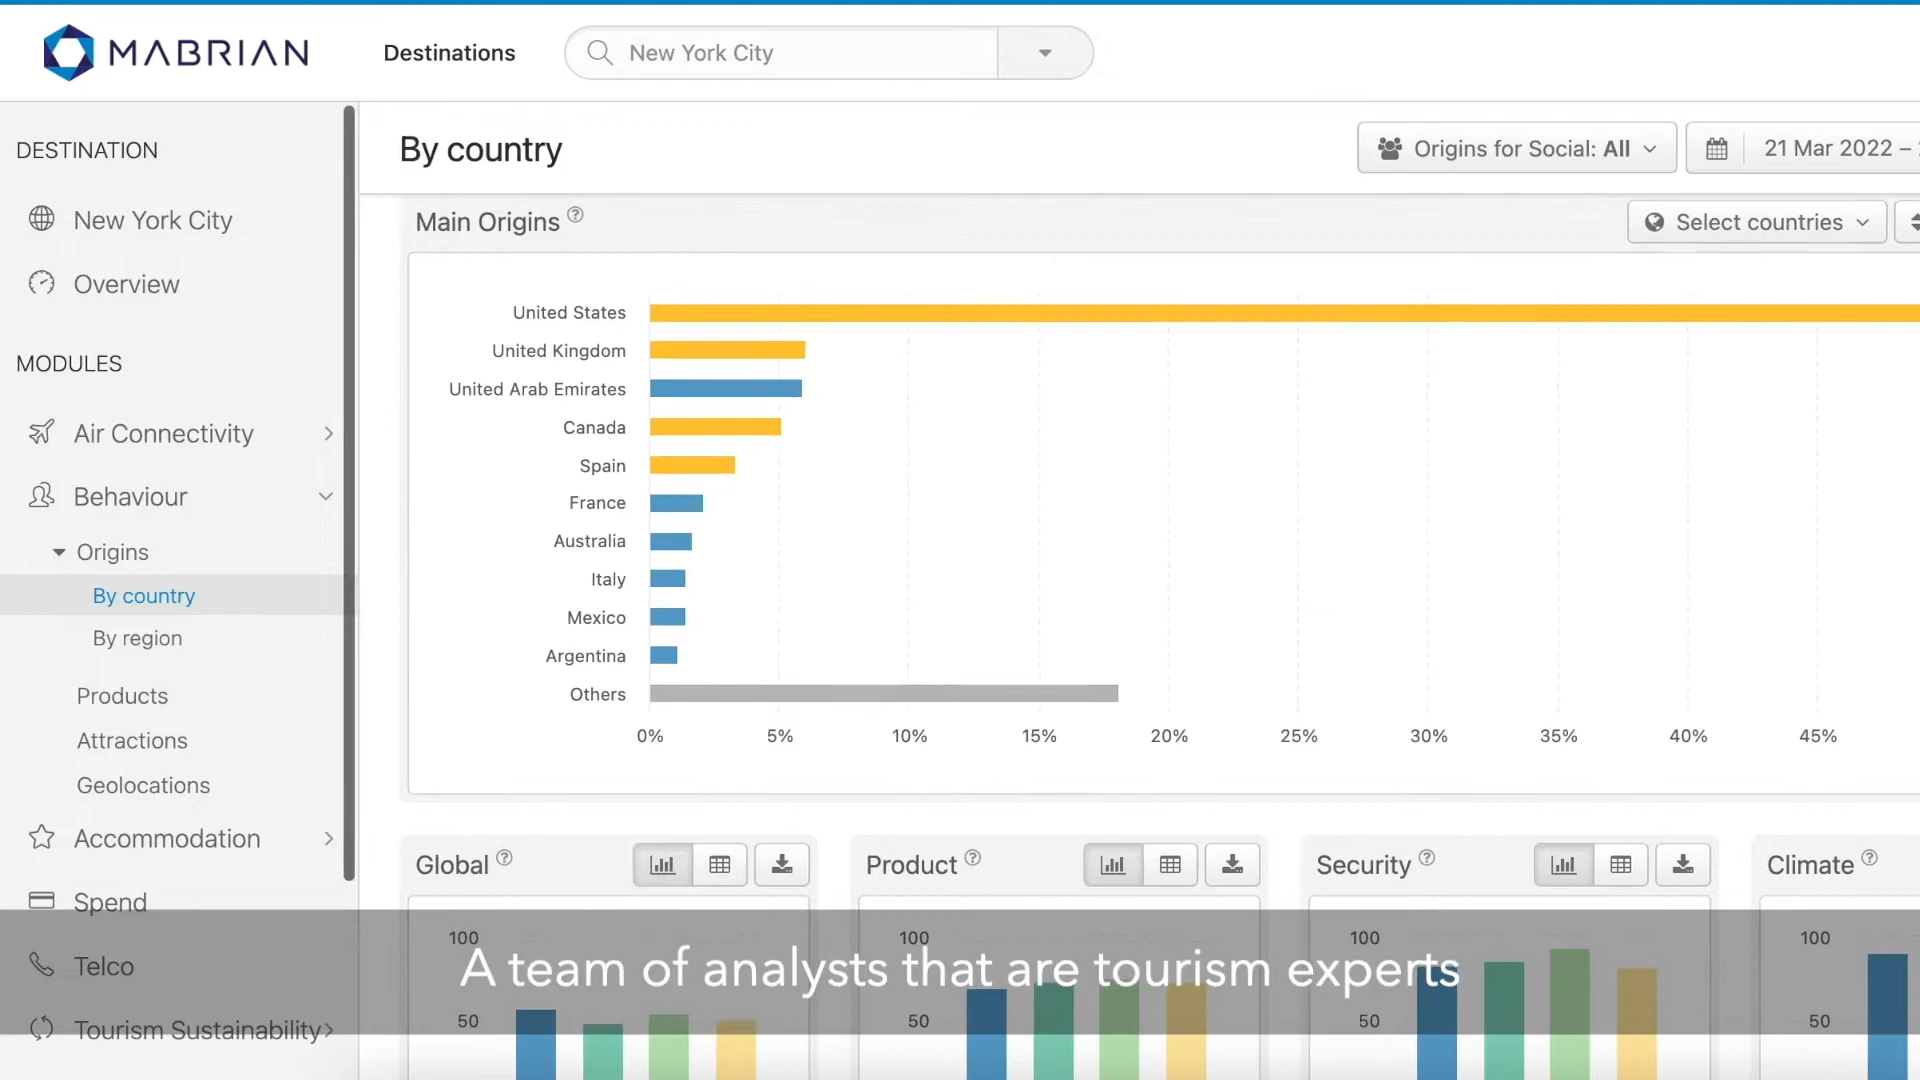 MABRIAN
Destinations
New York City
DESTINATION
New York City
Overview
MODULES
Air Connectivity
Behaviour
Origins
By country
By region
Products
Attractions
Geolocations
Accommodation
Spend
Telco
Tourism Sustainability
By country
Origins for Social: All
21 Mar 2022 –
Main Origins ?
Select countries
United States
United Kingdom
United Arab Emirates
Canada
Spain
France
Australia
Italy
Mexico
Argentina
Others
0% 5% 10% 15% 20% 25% 30% 35% 40% 45%
Global ?
100
50
Product ?
100
50
Security ?
100
50
Climate ?
100
50
A team of analysts that are tourism experts